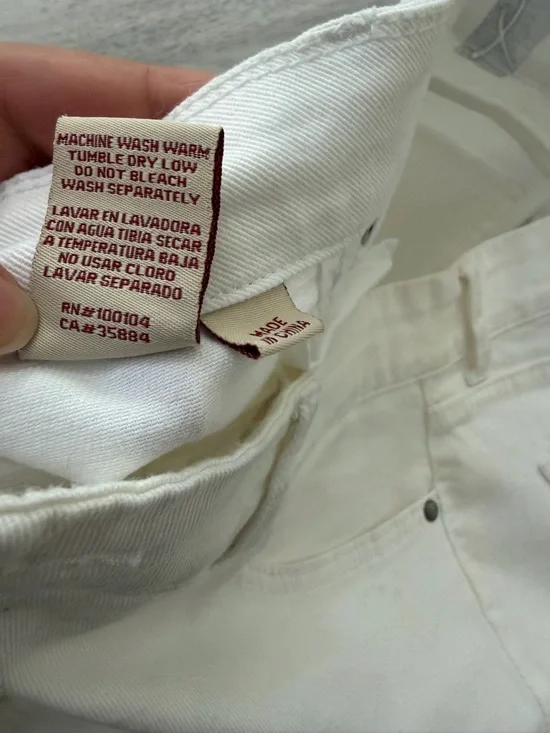 MACHINE WASH WARM
TUMBLE DRY LOW
DO NOT BLEACH
WASH SEPARATELY
LAVAR EN LAVADORA
CON AGUA TIBIA SECAR
A TEMPERATURA BAJA
NO USAR CLORO
LAVAR SEPARADO
RN#100104
CA#35884
MADE
IN CHINA